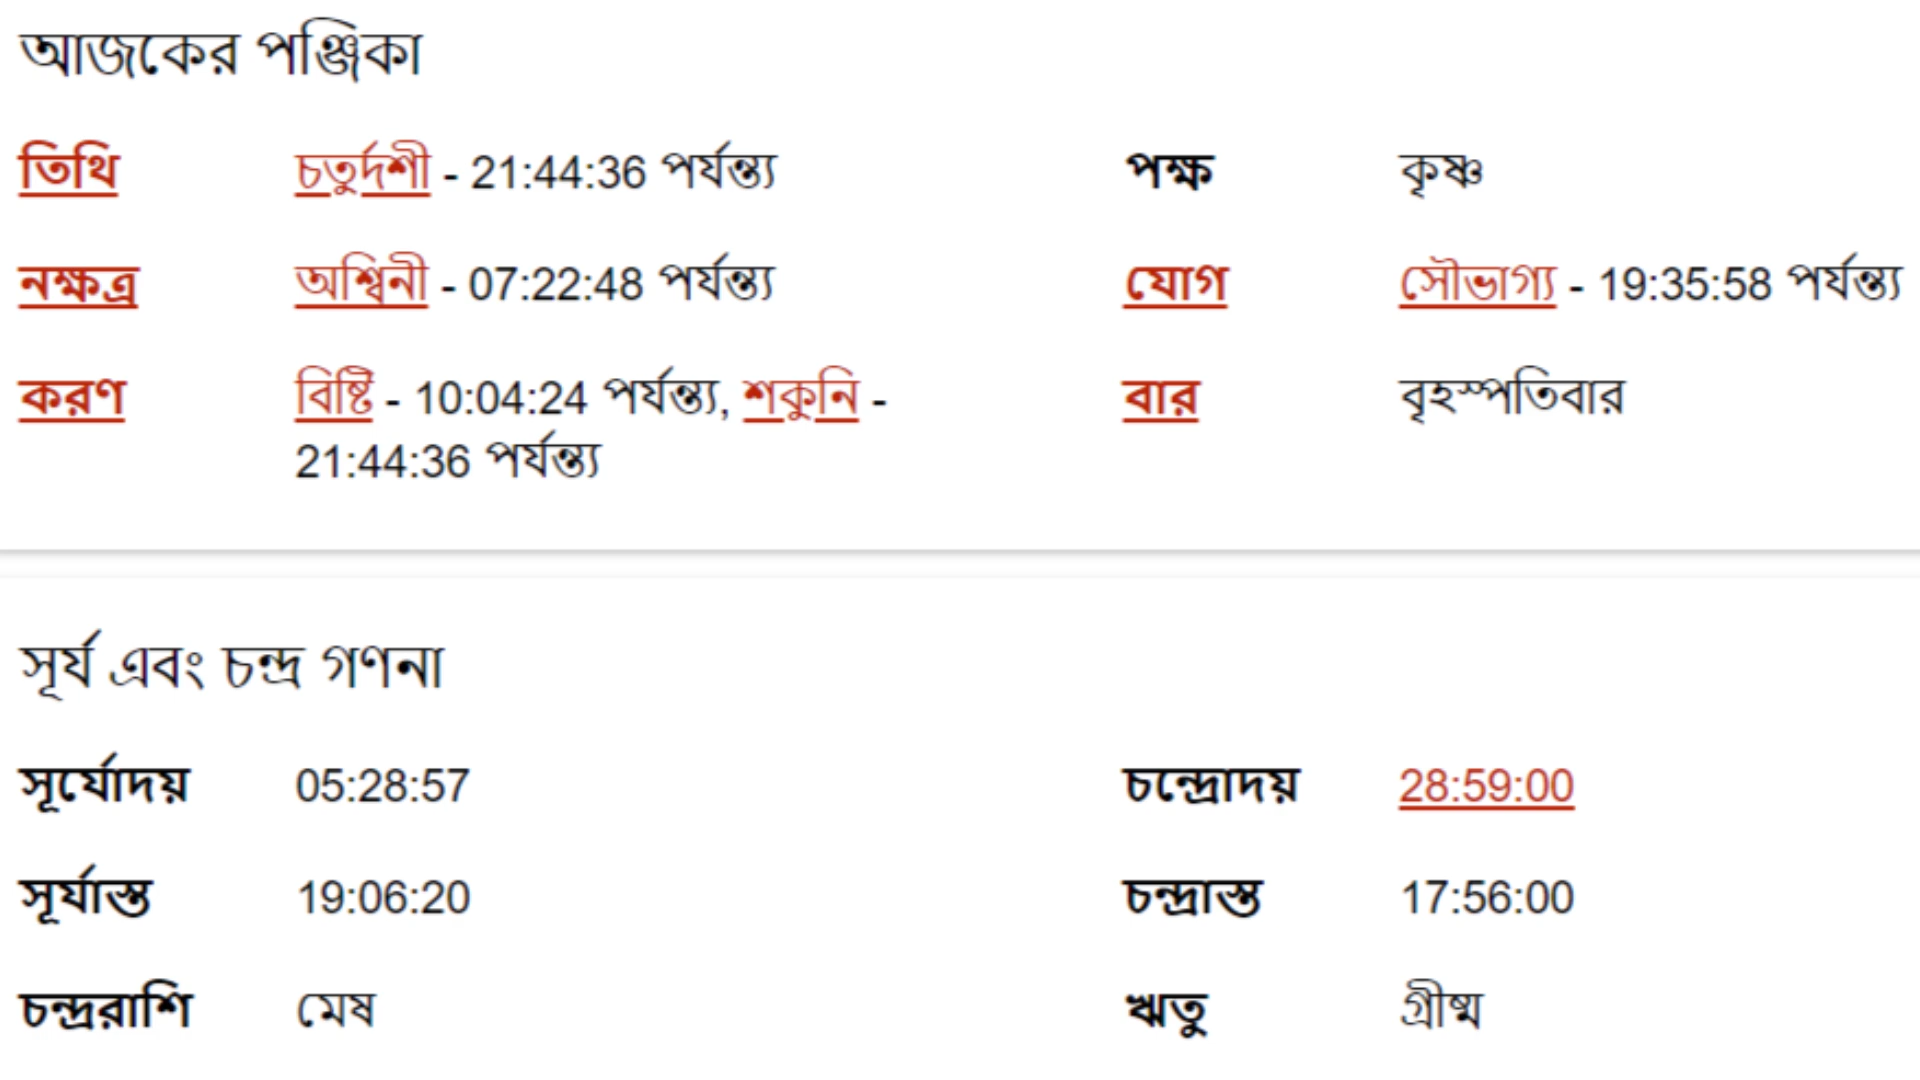 আজকের পঞ্জিকা
তিথি চতুর্দশী - 21:44:36 পর্যন্ত্য পক্ষ কৃষ্ণ
নক্ষত্র অশ্বিনী - 07:22:48 পর্যন্ত্য যোগ সৌভাগ্য - 19:35:58 পর্যন্ত্য
করণ বিষ্টি - 10:04:24 পর্যন্ত্য, শকুনি - বার বৃহস্পতিবার
21:44:36 পর্যন্ত্য
সূর্য এবং চন্দ্র গণনা
সূর্যোদয় 05:28:57 চন্দ্রোদয় 28:59:00
সূর্যাস্ত 19:06:20 চন্দ্রাস্ত 17:56:00
চন্দ্ররাশি মেষ ঋতু গ্রীষ্ম